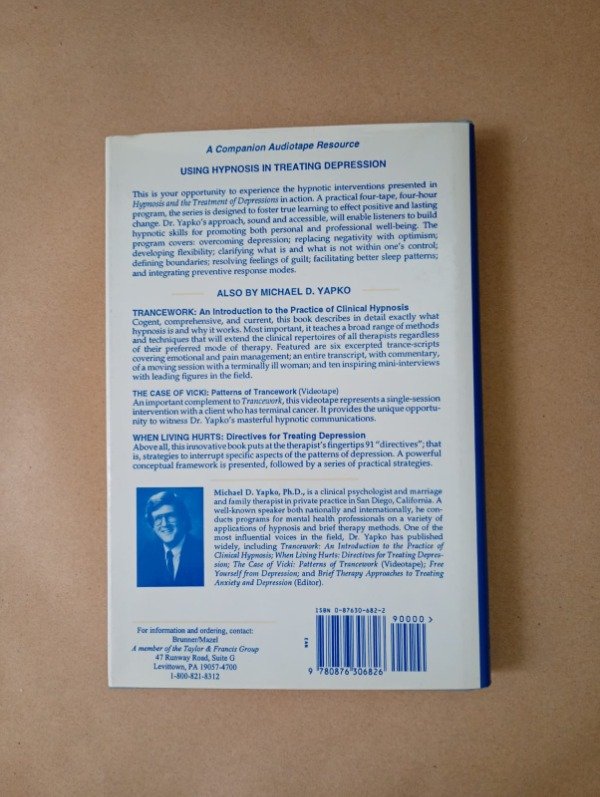 A Companion Audiotape Resource
USING HYPNOSIS IN TREATING DEPRESSION
This is your opportunity to experience the hypnotic interventions presented in
Hypnosis and the Treatment of Depressions in action. A practical four-tape, four-hour
program, the series is designed to foster true learning to effect positive and lasting
change. Dr. Yapko's approach, sound and accessible, will enable listeners to build
hypnotic skills for promoting both personal and professional well-being. The
program covers: overcoming depression; replacing negativity with optimism;
developing flexibility; clarifying what is and what is not within one's control;
defining boundaries; resolving feelings of guilt; facilitating better sleep patterns;
and integrating preventive response modes.
ALSO BY MICHAEL D. YAPKO
TRANCEWORK: An Introduction to the Practice of Clinical Hypnosis
Cogent, comprehensive, and current, this book describes in detail exactly what
hypnosis is and why it works. Most important, it teaches a broad range of methods
and techniques that will extend the clinical repertoires of all therapists regardless
of their preferred mode of therapy. Featured are six excerpted trance-scripts
covering emotional and pain management; an entire transcript, with commentary,
of a moving session with a terminally ill woman; and ten inspiring mini-interviews
with leading figures in the field.
THE CASE OF VICKI: Patterns of Trancework (Videotape)
An important complement to Trancework, this videotape represents a single-session
intervention with a client who has terminal cancer. It provides the unique opportu-
nity to witness Dr. Yapko's masterful hypnotic communications.
WHEN LIVING HURTS: Directives for Treating Depression
Above all, this innovative book puts at the therapist's fingertips 91 "directives"; that
is, strategies to interrupt specific aspects of the patterns of depression. A powerful
conceptual framework is presented, followed by a series of practical strategies.
Michael D. Yapko, Ph.D., is a clinical psychologist and marriage
and family therapist in private practice in San Diego, California. A
well-known speaker both nationally and internationally, he con-
ducts programs for mental health professionals on a variety of
applications of hypnosis and brief therapy methods. One of the
most influential voices in the field, Dr. Yapko has published
widely, including Trancework: An Introduction to the Practice of
Clinical Hypnosis; When Living Hurts: Directives for Treating Depres-
sion; The Case of Vicki: Patterns of Trancework (Videotape); Free
Yourself from Depression; and Brief Therapy Approaches to Treating
Anxiety and Depression (Editor).
For information and ordering, contact:
Brunner/Mazel
A member of the Taylor & Francis Group
47 Runway Road, Suite G
Levittown, PA 19057-4700
1-800-821-8312
ISBN 0-87630-682-2
90000>
EAN
9 780876 306826